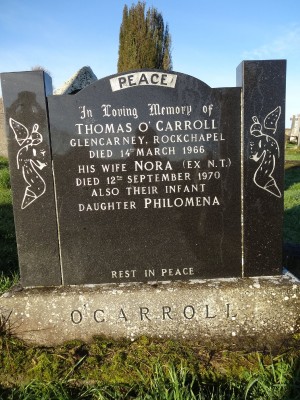 PEACE
In Loving Memory of
THOMAS O'CARROLL
GLENCARNEY, ROCKCHAPEL
DIED 14TH MARCH 1966
HIS WIFE NORA (EX N.T.)
DIED 12TH SEPTEMBER 1970
ALSO THEIR INFANT
DAUGHTER PHILOMENA
REST IN PEACE
O'CARROLL